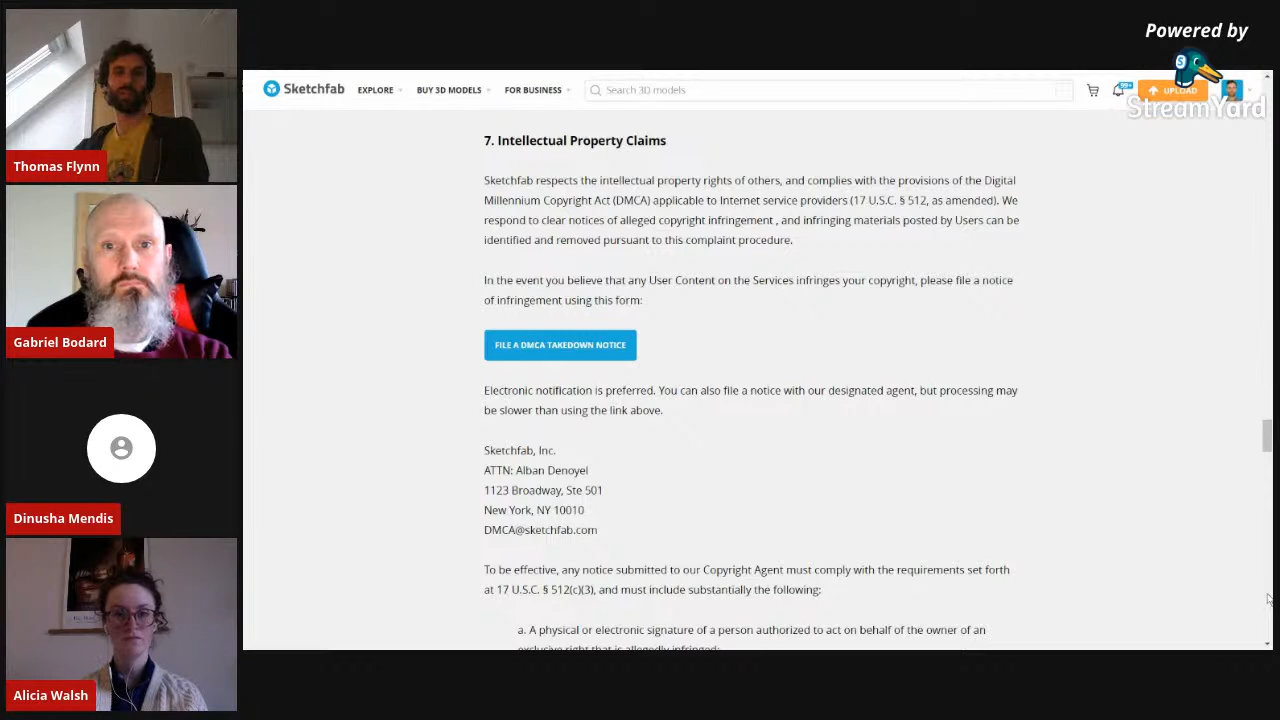 Powered by
StreamYard
Thomas Flynn
Gabriel Bodard
Dinusha Mendis
Alicia Walsh
Sketchfab EXPLORE BUY 3D MODELS FOR BUSINESS Search 3D models 99+ UPLOAD
7. Intellectual Property Claims
Sketchfab respects the intellectual property rights of others, and complies with the provisions of the Digital
Millennium Copyright Act (DMCA) applicable to Internet service providers (17 U.S.C. § 512, as amended). We
respond to clear notices of alleged copyright infringement , and infringing materials posted by Users can be
identified and removed pursuant to this complaint procedure.
In the event you believe that any User Content on the Services infringes your copyright, please file a notice
of infringement using this form:
FILE A DMCA TAKEDOWN NOTICE
Electronic notification is preferred. You can also file a notice with our designated agent, but processing may
be slower than using the link above.
Sketchfab, Inc.
ATTN: Alban Denoyel
1123 Broadway, Ste 501
New York, NY 10010
DMCA@sketchfab.com
To be effective, any notice submitted to our Copyright Agent must comply with the requirements set forth
at 17 U.S.C. § 512(c)(3), and must include substantially the following:
a. A physical or electronic signature of a person authorized to act on behalf of the owner of an
exclusive right that is allegedly infringed;